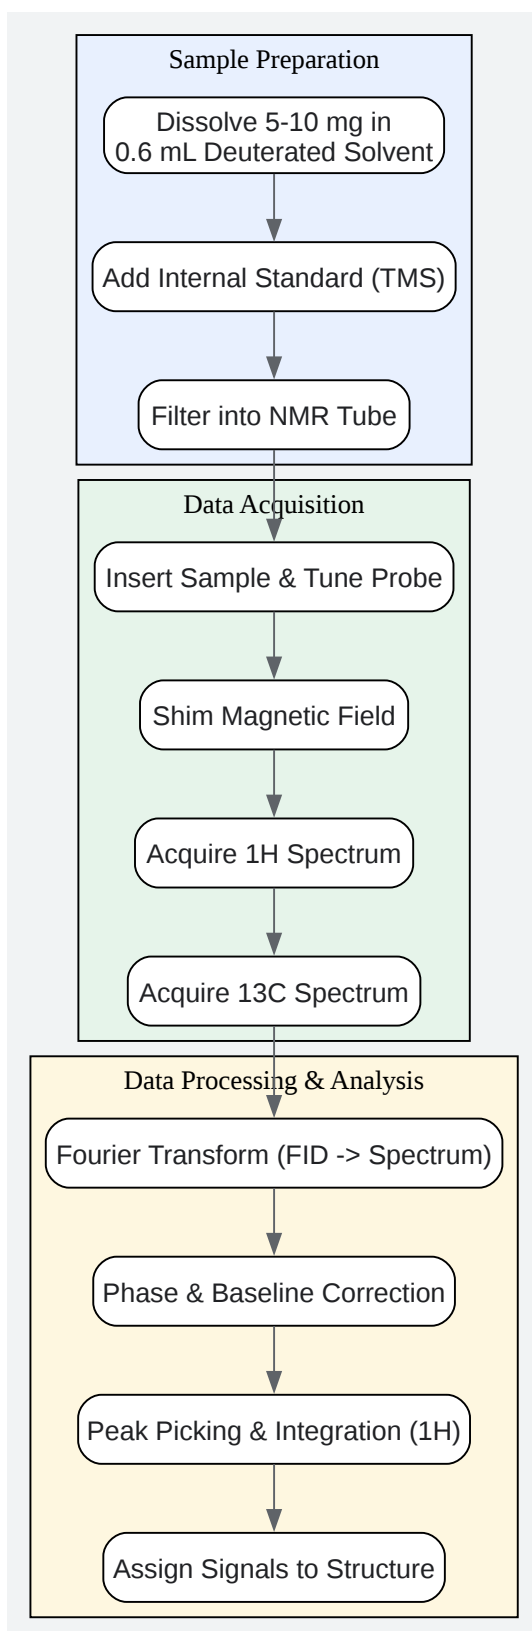 Sample Preparation
Dissolve 5-10 mg in
0.6 mL Deuterated Solvent
Add Internal Standard (TMS)
Filter into NMR Tube
Data Acquisition
Insert Sample & Tune Probe
Shim Magnetic Field
Acquire 1H Spectrum
Acquire 13C Spectrum
Data Processing & Analysis
Fourier Transform (FID -> Spectrum)
Phase & Baseline Correction
Peak Picking & Integration (1H)
Assign Signals to Structure